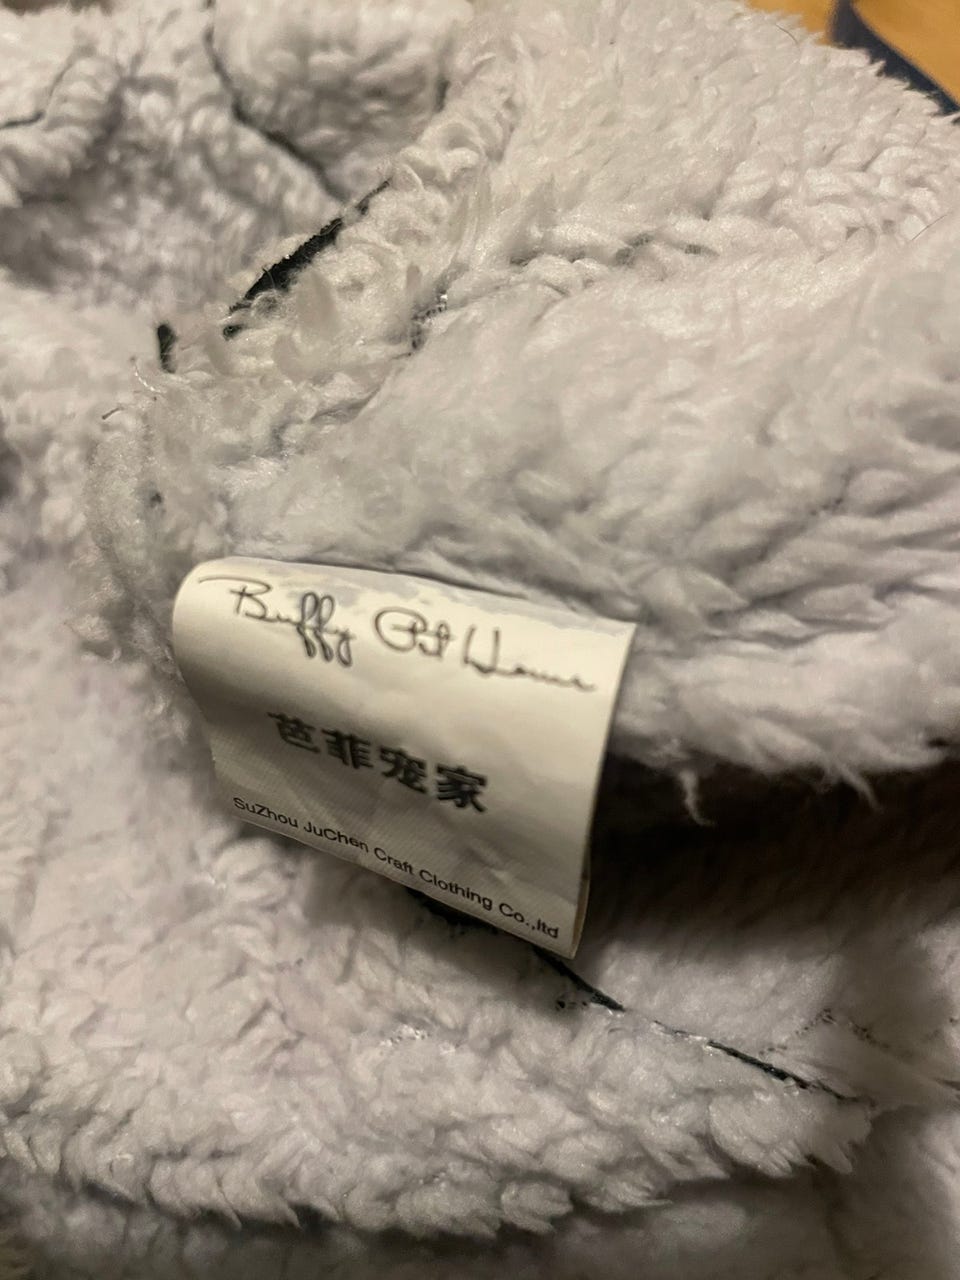 Buffy Pet House
芭菲宠家
SuZhou JuChen Craft Clothing Co.,ltd